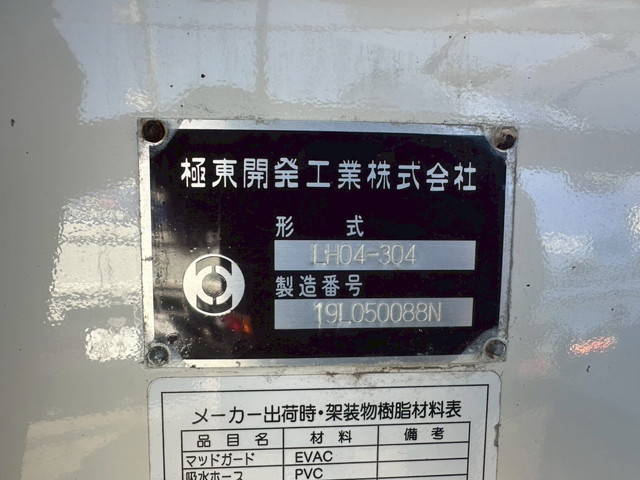 極東開発工業株式会社
形 式
LH04-304
製造番号
19L050088N
メーカー出荷時・架装物樹脂材料表
品目名 材料 備考
マッドガード EVAC
吸水ホース PVC